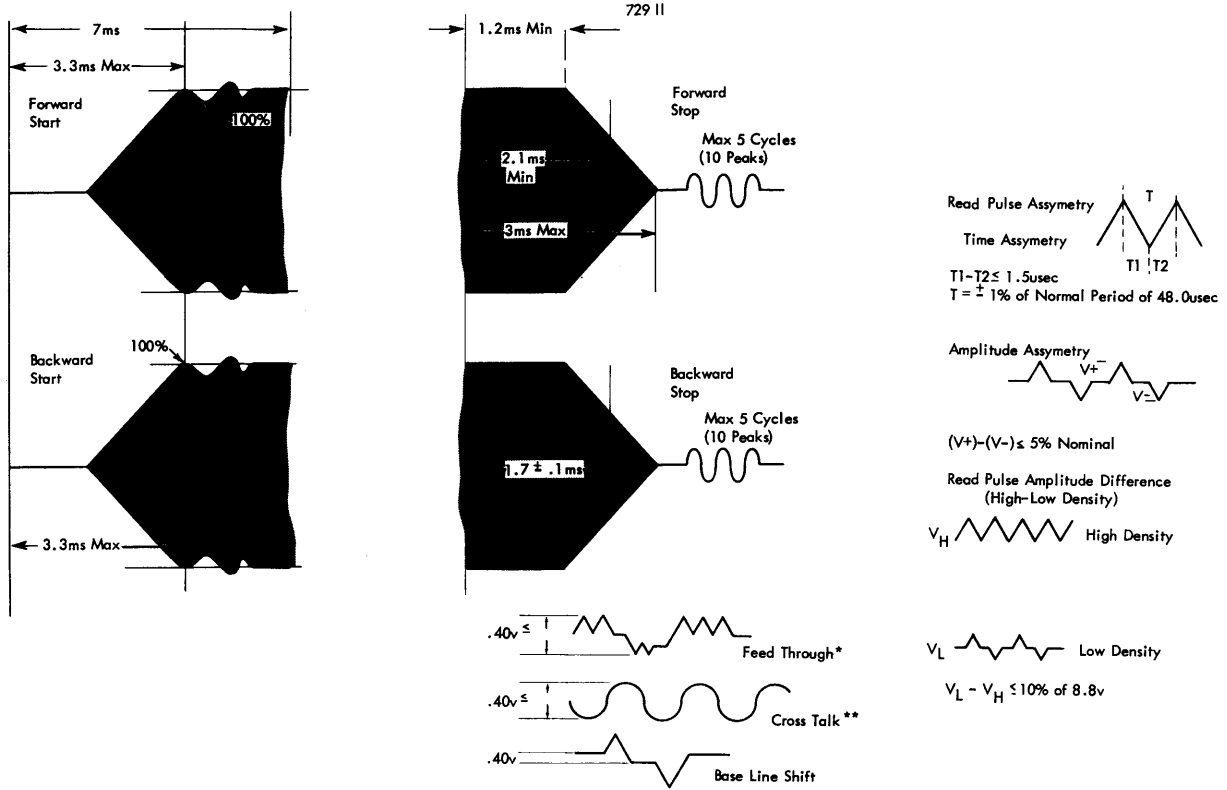 729 II
7ms
3.3ms Max
Forward
Start
100%
1.2ms Min
Forward
Stop
Max 5 Cycles
(10 Peaks)
2.1ms
Min
3ms Max
Backward
Start
100%
3.3ms Max
Backward
Stop
Max 5 Cycles
(10 Peaks)
1.7 ± .1ms
.40v ≤
Feed Through*
.40v ≤
Cross Talk**
.40v
Base Line Shift
Read Pulse Assymetry
T
Time Assymetry
T1 T2
T1-T2 ≤ 1.5usec
T = ± 1% of Normal Period of 48.0usec
Amplitude Assymetry
V+
V-
(V+)-(V-) ≤ 5% Nominal
Read Pulse Amplitude Difference
(High-Low Density)
VH High Density
VL Low Density
VL - VH ≤ 10% of 8.8v